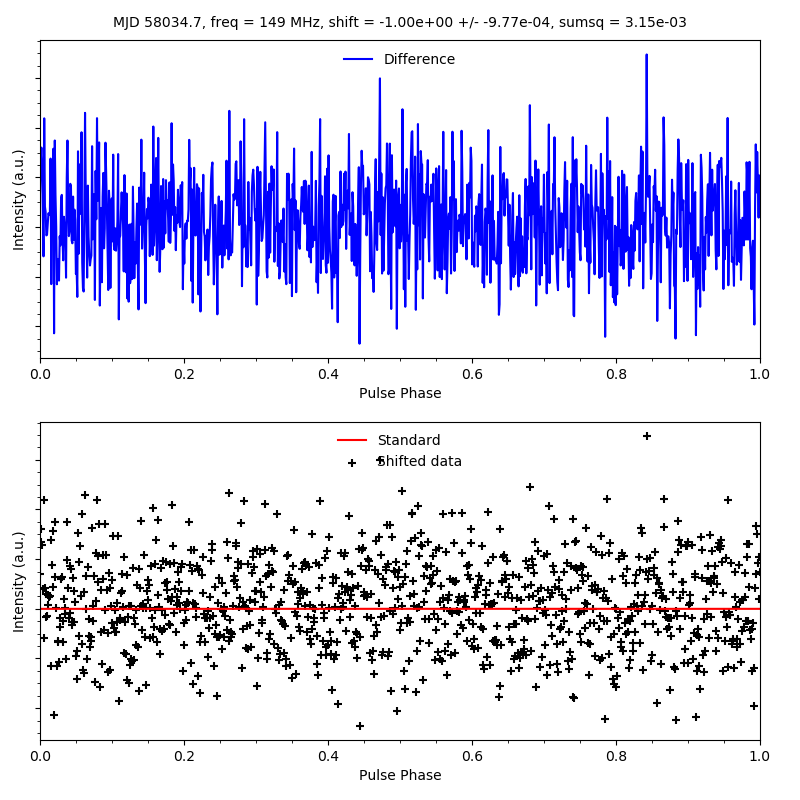 MJD 58034.7, freq = 149 MHz, shift = -1.00e+00 +/- -9.77e-04, sumsq = 3.15e-03
Difference
Intensity (a.u.)
0.0 0.2 0.4 0.6 0.8 1.0
Pulse Phase
Standard
Shifted data
Intensity (a.u.)
0.0 0.2 0.4 0.6 0.8 1.0
Pulse Phase